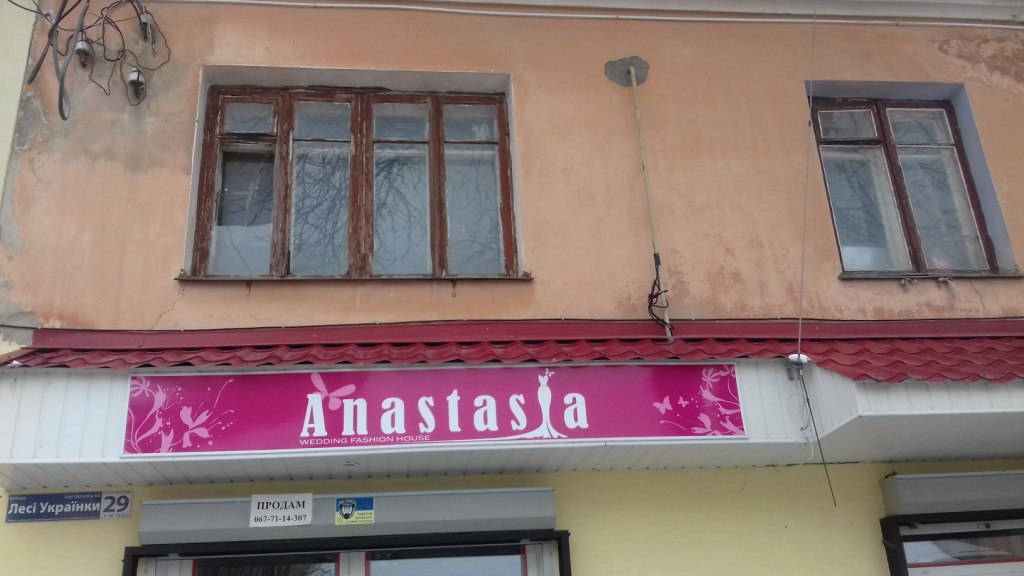 Anastasia
WEDDING FASHION HOUSE
Лесі Українки
29
ПРОДАМ
067-71-14-307